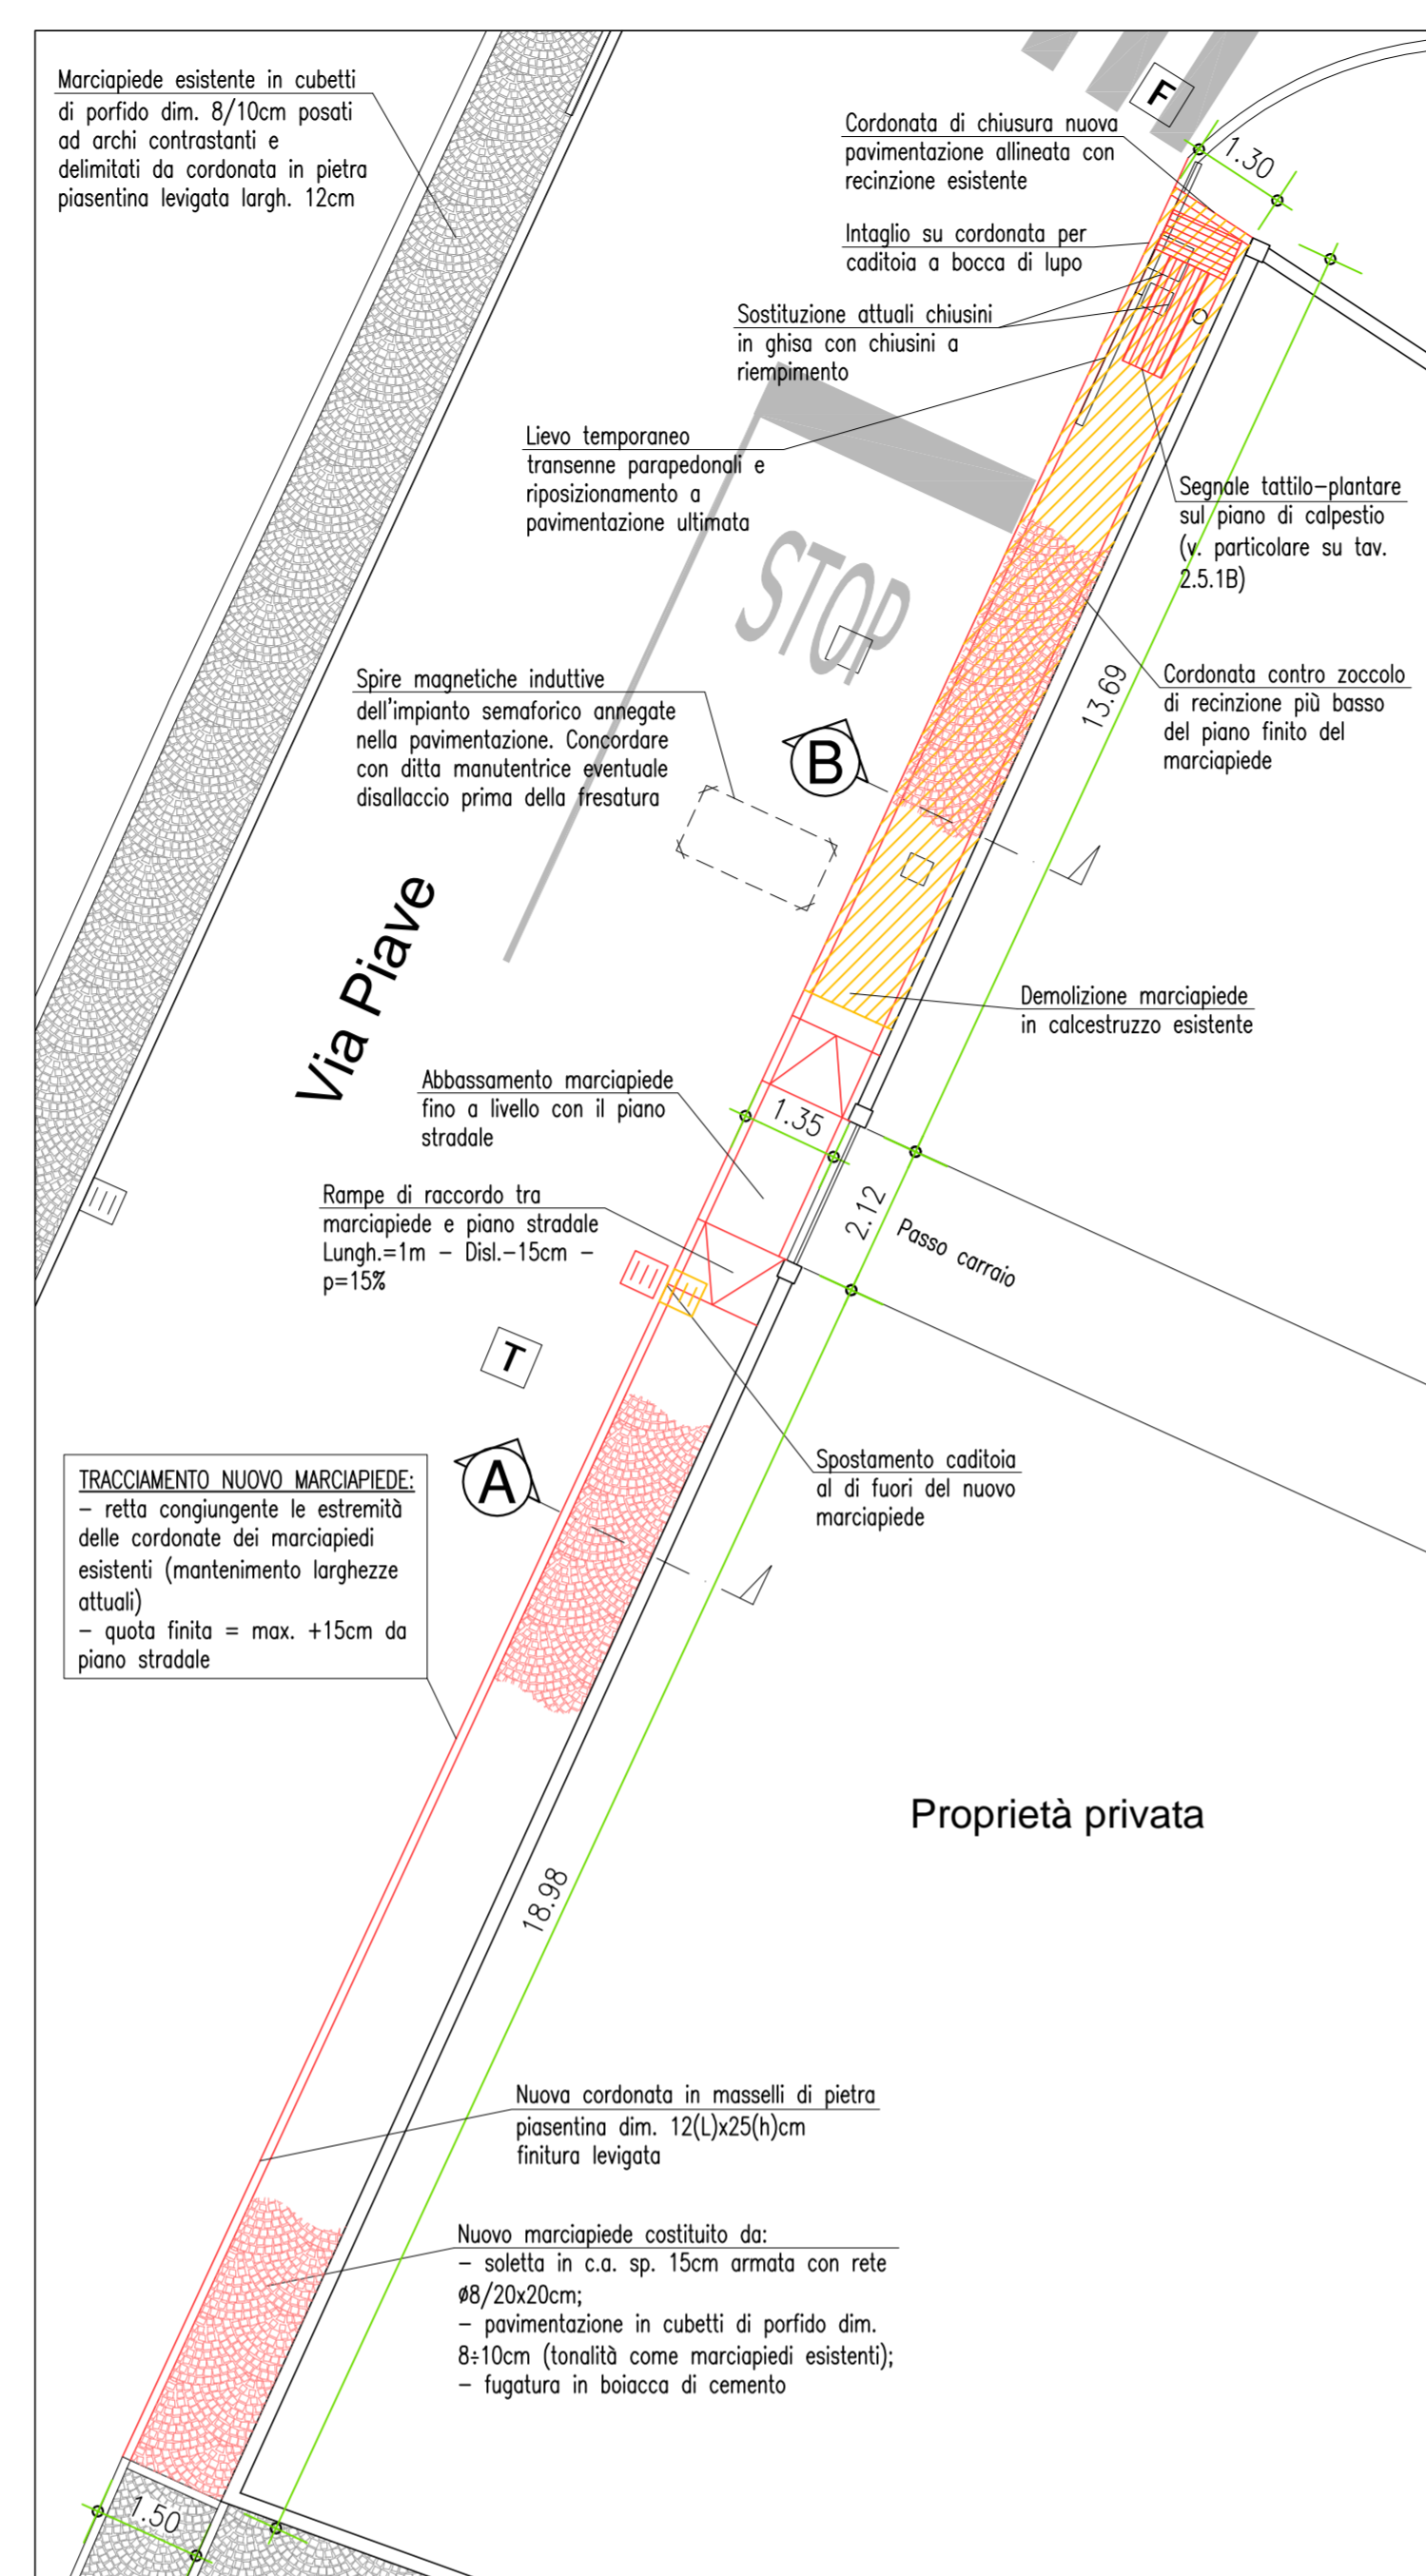 Marciapiede esistente in cubetti
di porfido dim. 8/10cm posati
ad archi contrastanti e
delimitati da cordonata in pietra
piasentina levigata largh. 12cm
F
1.30
Cordonata di chiusura nuova
pavimentazione allineata con
recinzione esistente
Intaglio su cordonata per
caditoia a bocca di lupo
Sostituzione attuali chiusini
in ghisa con chiusini a
riempimento
Lievo temporaneo
transenne parapedonali e
riposizionamento a
pavimentazione ultimata
Segnale tattilo-plantare
sul piano di calpestio
(v. particolare su tav.
2.5.1B)
STOP
13.69
Cordonata contro zoccolo
di recinzione più basso
del piano finito del
marciapiede
Spire magnetiche induttive
dell'impianto semaforico annegate
nella pavimentazione. Concordare
con ditta manutentrice eventuale
disallaccio prima della fresatura
B
Via Piave
Demolizione marciapiede
in calcestruzzo esistente
Abbassamento marciapiede
fino a livello con il piano
stradale
1.35
2.12
Passo carraio
Rampe di raccordo tra
marciapiede e piano stradale
Lungh.=1m - Disl.-15cm -
p=15%
T
A
Spostamento caditoia
al di fuori del nuovo
marciapiede
TRACCIAMENTO NUOVO MARCIAPIEDE:
- retta congiungente le estremità
delle cordonate dei marciapiedi
esistenti (mantenimento larghezze
attuali)
- quota finita = max. +15cm da
piano stradale
Proprietà privata
18.98
Nuova cordonata in masselli di pietra
piasentina dim. 12(L)x25(h)cm
finitura levigata
Nuovo marciapiede costituito da:
- soletta in c.a. sp. 15cm armata con rete
ø8/20x20cm;
- pavimentazione in cubetti di porfido dim.
8÷10cm (tonalità come marciapiedi esistenti);
- fugatura in boiacca di cemento
1.50